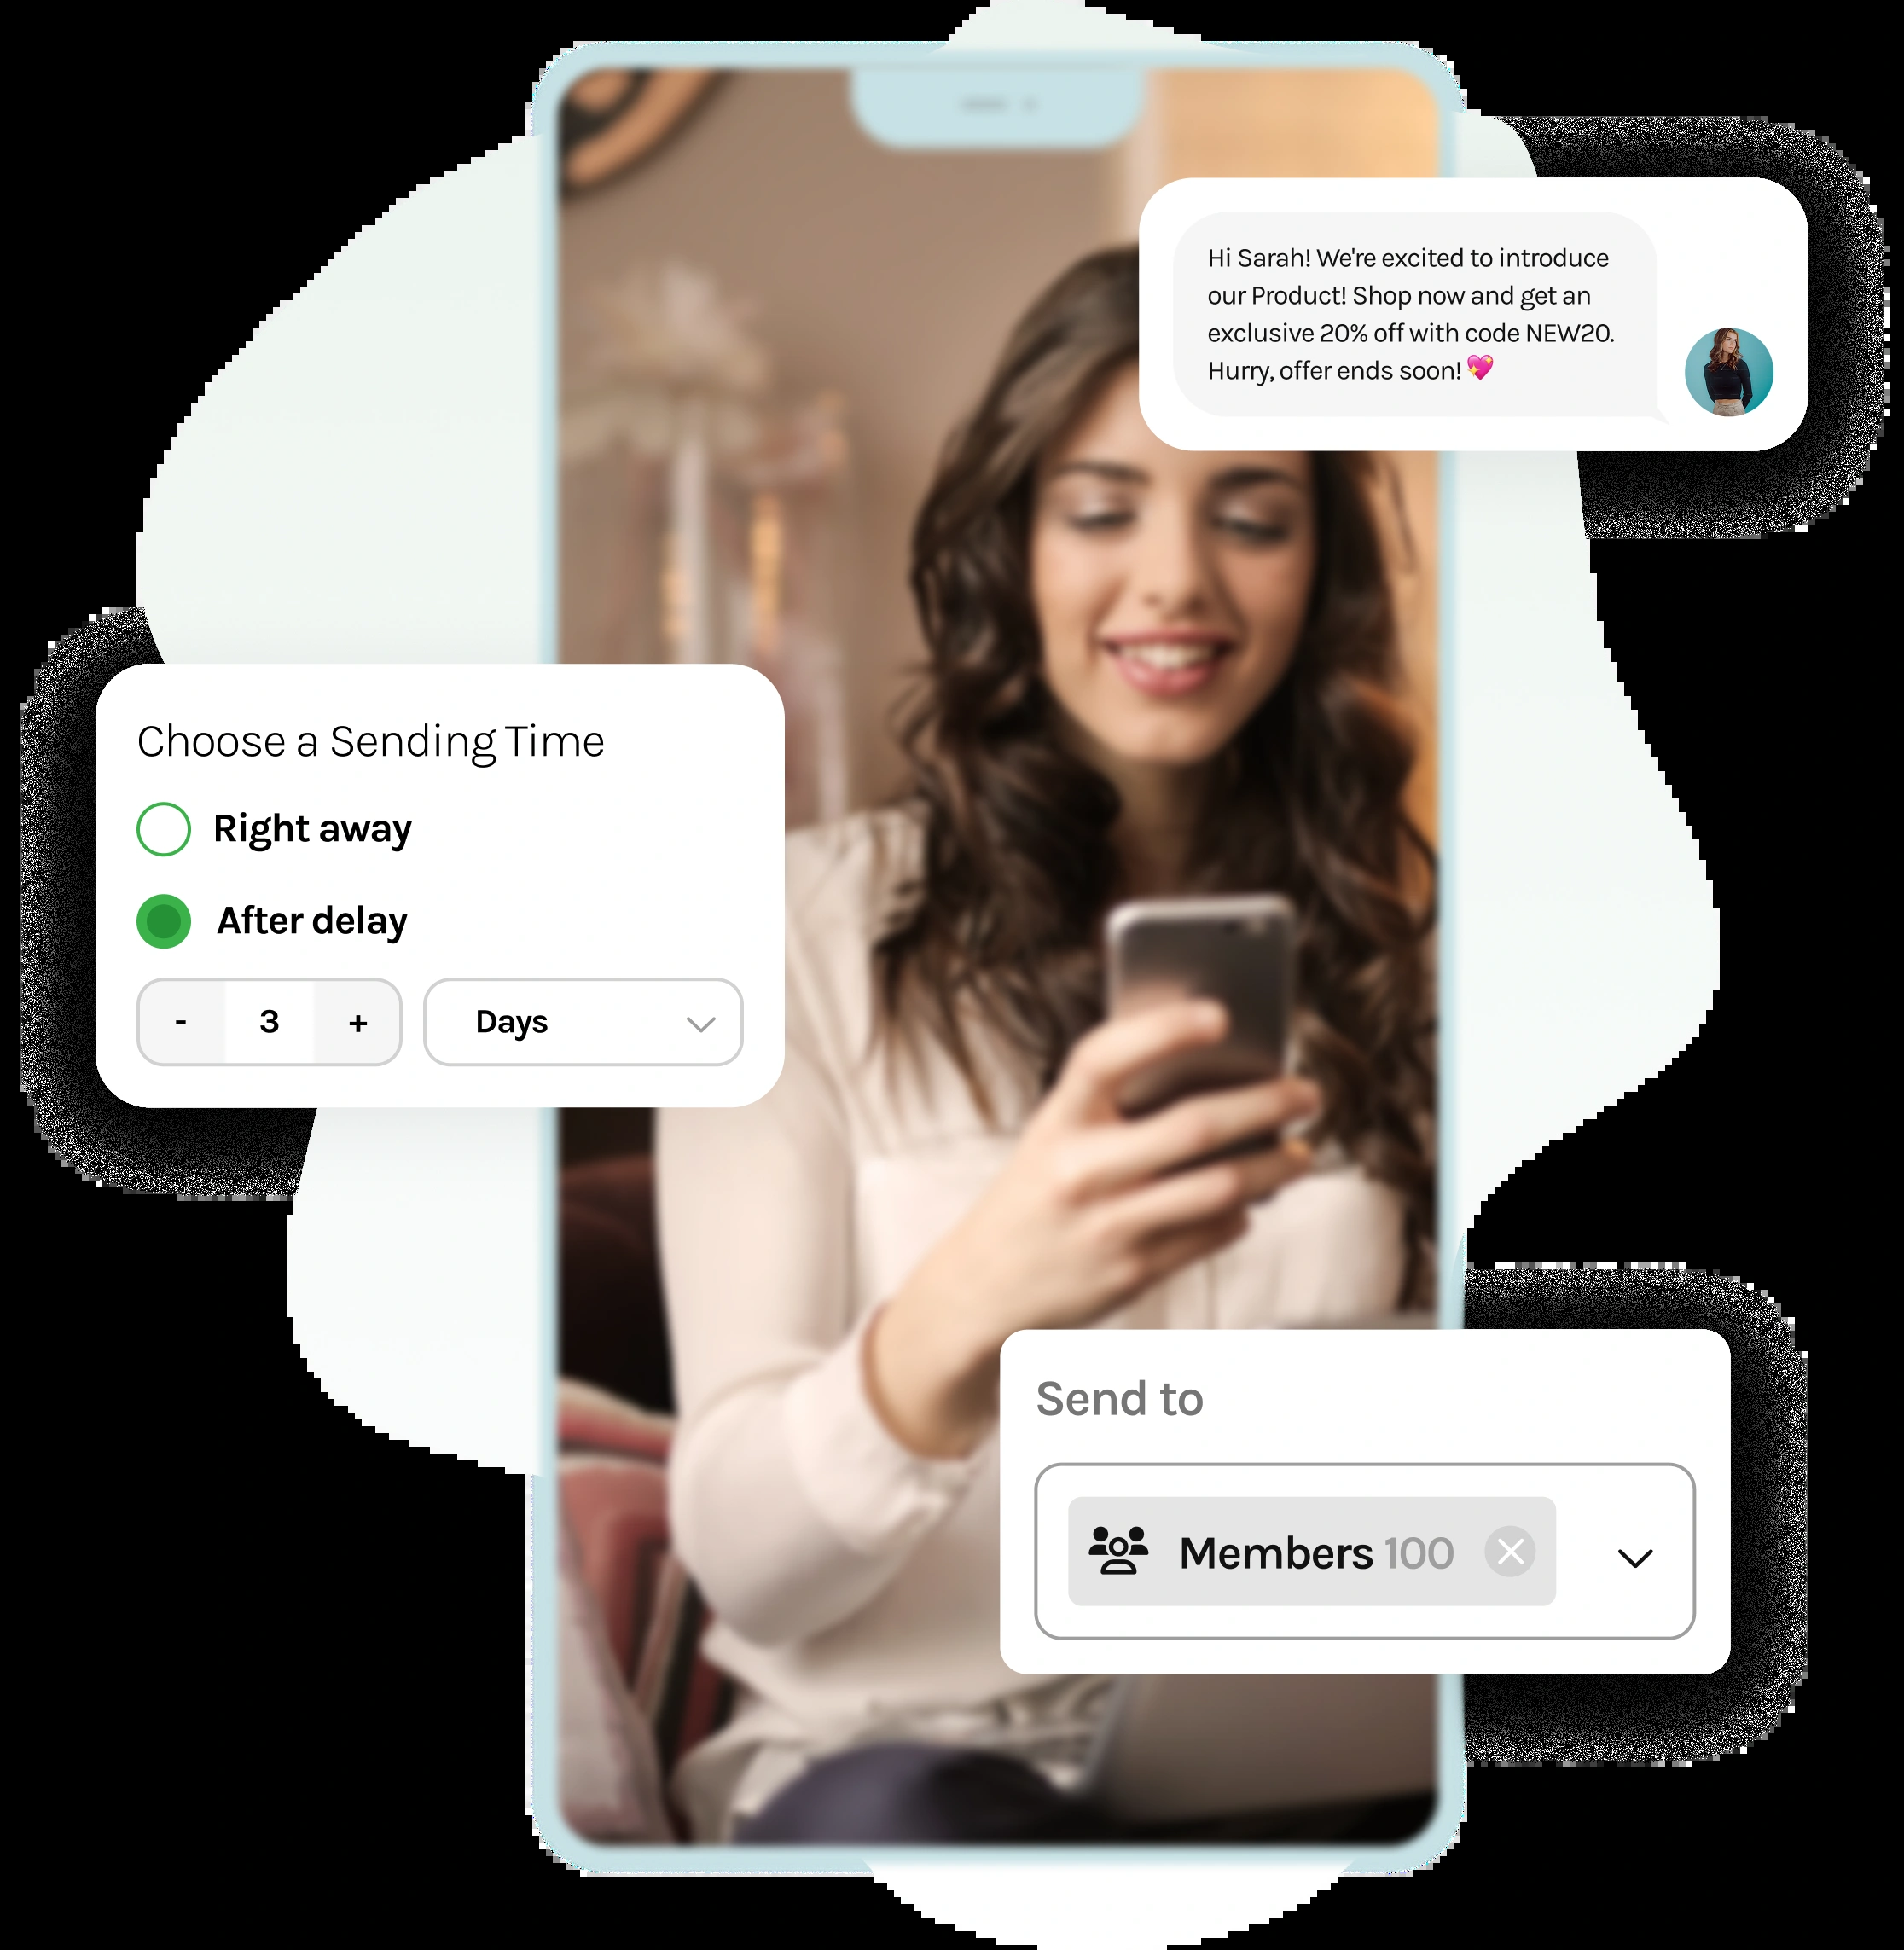 Hi Sarah! We're excited to introduce
our Product! Shop now and get an
exclusive 20% off with code NEW20.
Hurry, offer ends soon! 💖
Choose a Sending Time
Right away
After delay
- 3 + Days
Send to
Members 100